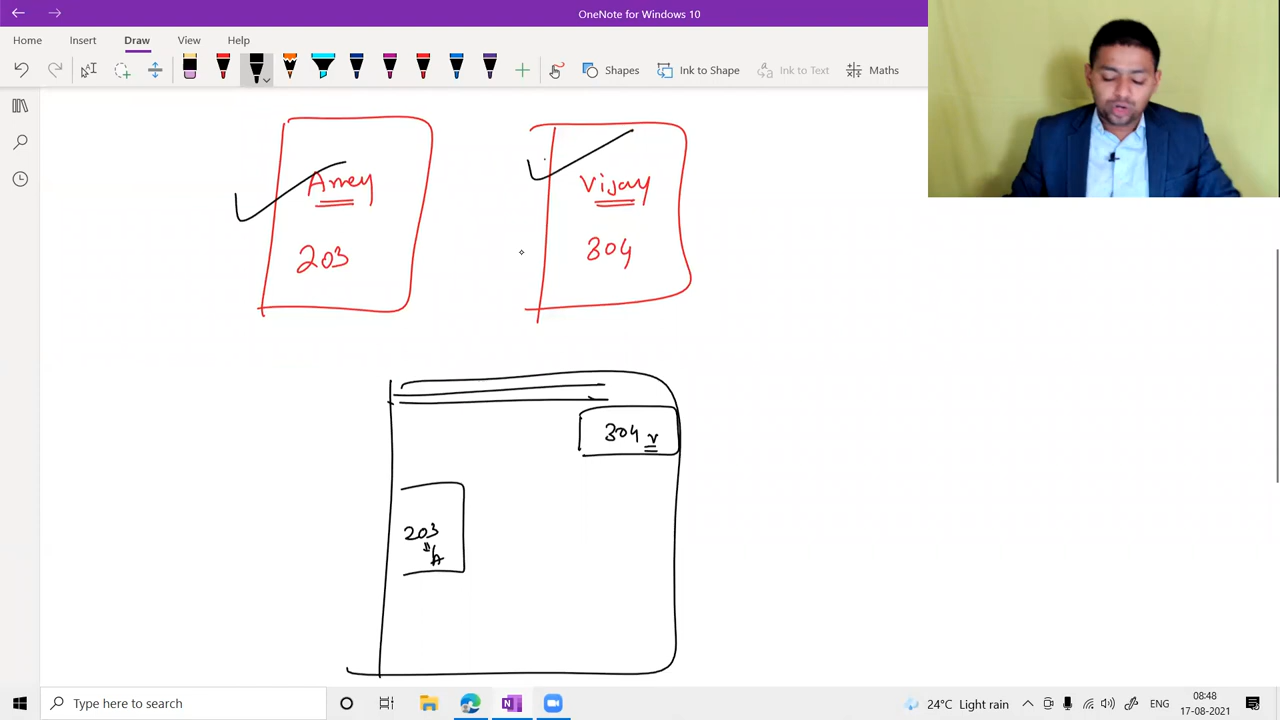 OneNote for Windows 10
Home Insert Draw View Help
Shapes Ink to Shape Ink to Text Maths
Amey Vijay
203 304
304 V
203
A
Type here to search
24°C Light rain ENG 08:48
17-08-2021